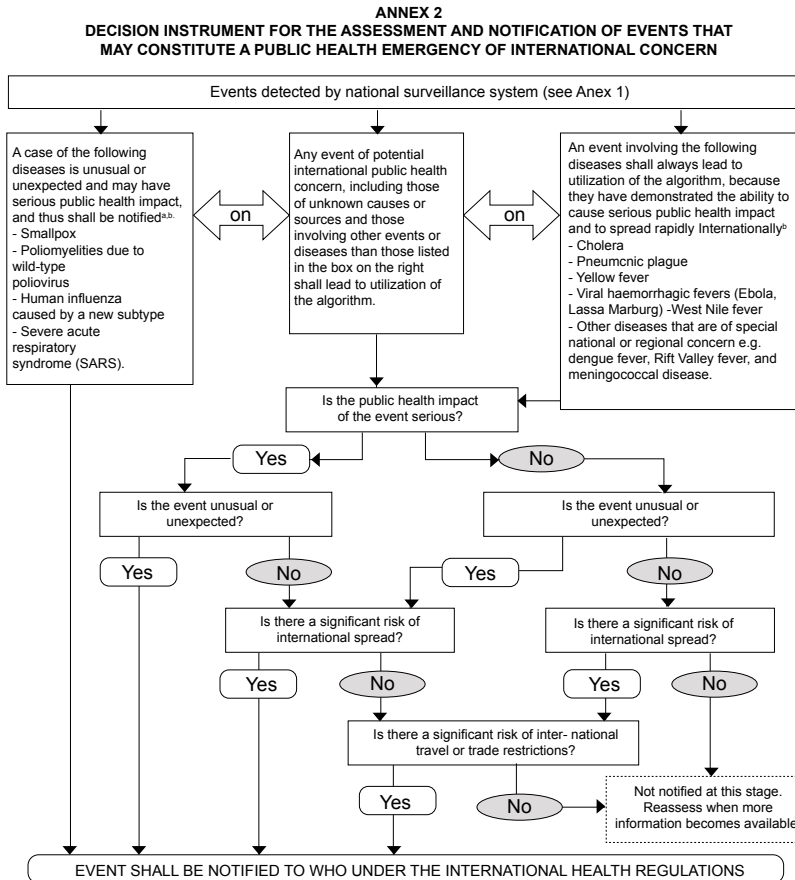 ANNEX 2
DECISION INSTRUMENT FOR THE ASSESSMENT AND NOTIFICATION OF EVENTS THAT
MAY CONSTITUTE A PUBLIC HEALTH EMERGENCY OF INTERNATIONAL CONCERN
Events detected by national surveillance system (see Anex 1)
A case of the following
diseases is unusual or
unexpected and may have
serious public health impact,
and thus shall be notifiedᵃ,ᵇ.
- Smallpox
- Poliomyelities due to
wild-type
poliovirus
- Human influenza
caused by a new subtype
- Severe acute
respiratory
syndrome (SARS).
on
Any event of potential
international public health
concern, including those
of unknown causes or
sources and those
involving other events or
diseases than those listed
in the box on the right
shall lead to utilization of
the algorithm.
on
An event involving the following
diseases shall always lead to
utilization of the algorithm, because
they have demonstrated the ability to
cause serious public health impact
and to spread rapidly Internationallyᵇ
- Cholera
- Pneumcnic plague
- Yellow fever
- Viral haemorrhagic fevers (Ebola,
Lassa Marburg) -West Nile fever
- Other diseases that are of special
national or regional concern e.g.
dengue fever, Rift Valley fever, and
meningococcal disease.
Is the public health impact
of the event serious?
Yes
No
Is the event unusual or
unexpected?
Is the event unusual or
unexpected?
Yes
No
Yes
No
Is there a significant risk of
international spread?
Is there a significant risk of
international spread?
Yes
No
Yes
No
Is there a significant risk of inter- national
travel or trade restrictions?
Yes
No
Not notified at this stage.
Reassess when more
information becomes available
EVENT SHALL BE NOTIFIED TO WHO UNDER THE INTERNATIONAL HEALTH REGULATIONS